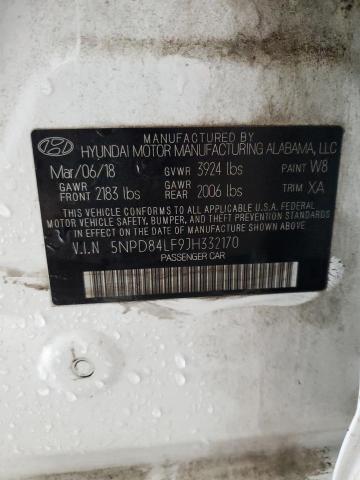 MANUFACTURED BY
HYUNDAI MOTOR MANUFACTURING ALABAMA, LLC
Mar/06/18 GVWR 3924 lbs PAINT W8
GAWR FRONT 2183 lbs GAWR REAR 2006 lbs TRIM XA
THIS VEHICLE CONFORMS TO ALL APPLICABLE U.S.A FEDERAL
MOTOR VEHICLE SAFETY, BUMPER, AND THEFT PREVENTION STANDARDS
IN EFFECT ON THE DATE OF MANUFACTURE SHOWN ABOVE.
V.I.N 5NPD84LF9JH332170
PASSENGER CAR